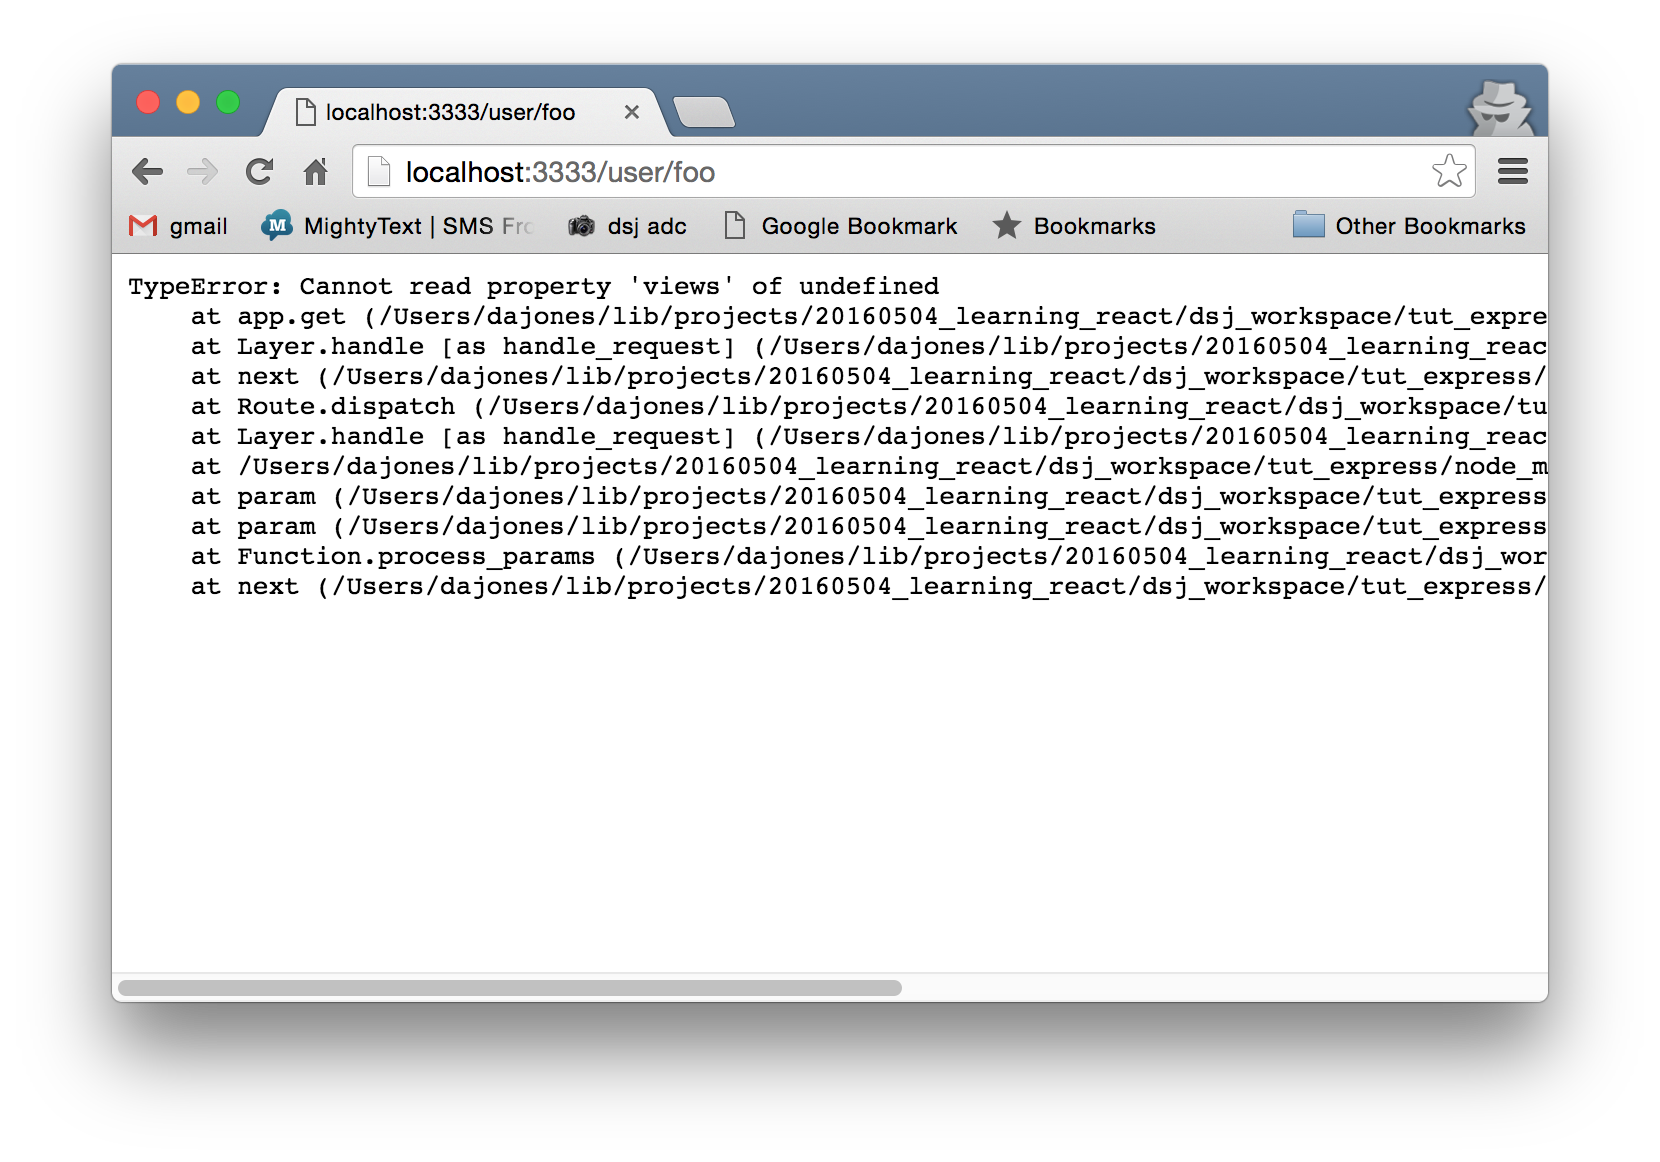 localhost:3333/user/foo
localhost:3333/user/foo
gmail M MightyText | SMS Fro dsj adc Google Bookmark Bookmarks Other Bookmarks
TypeError: Cannot read property 'views' of undefined
at app.get (/Users/dajones/lib/projects/20160504_learning_react/dsj_workspace/tut_expre
at Layer.handle [as handle_request] (/Users/dajones/lib/projects/20160504_learning_reac
at next (/Users/dajones/lib/projects/20160504_learning_react/dsj_workspace/tut_express/
at Route.dispatch (/Users/dajones/lib/projects/20160504_learning_react/dsj_workspace/tu
at Layer.handle [as handle_request] (/Users/dajones/lib/projects/20160504_learning_reac
at /Users/dajones/lib/projects/20160504_learning_react/dsj_workspace/tut_express/node_m
at param (/Users/dajones/lib/projects/20160504_learning_react/dsj_workspace/tut_express
at param (/Users/dajones/lib/projects/20160504_learning_react/dsj_workspace/tut_express
at Function.process_params (/Users/dajones/lib/projects/20160504_learning_react/dsj_wor
at next (/Users/dajones/lib/projects/20160504_learning_react/dsj_workspace/tut_express/